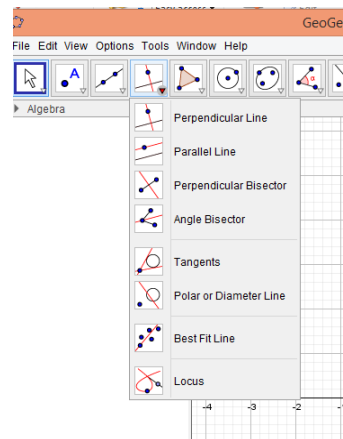 GeoGe
File Edit View Options Tools Window Help
A
Algebra
Perpendicular Line
Parallel Line
Perpendicular Bisector
Angle Bisector
Tangents
Polar or Diameter Line
Best Fit Line
Locus
-4 -3 -2